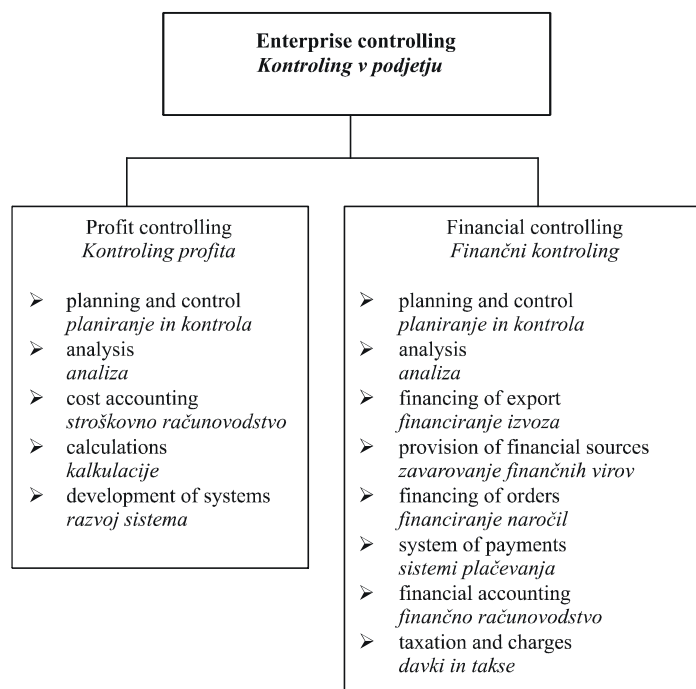 Enterprise controlling
Kontroling v podjetju
Profit controlling
Kontroling profita
➢ planning and control
planiranje in kontrola
➢ analysis
analiza
➢ cost accounting
stroškovno računovodstvo
➢ calculations
kalkulacije
➢ development of systems
razvoj sistema
Financial controlling
Finančni kontroling
➢ planning and control
planiranje in kontrola
➢ analysis
analiza
➢ financing of export
financiranje izvoza
➢ provision of financial sources
zavarovanje finančnih virov
➢ financing of orders
financiranje naročil
➢ system of payments
sistemi plačevanja
➢ financial accounting
finančno računovodstvo
➢ taxation and charges
davki in takse